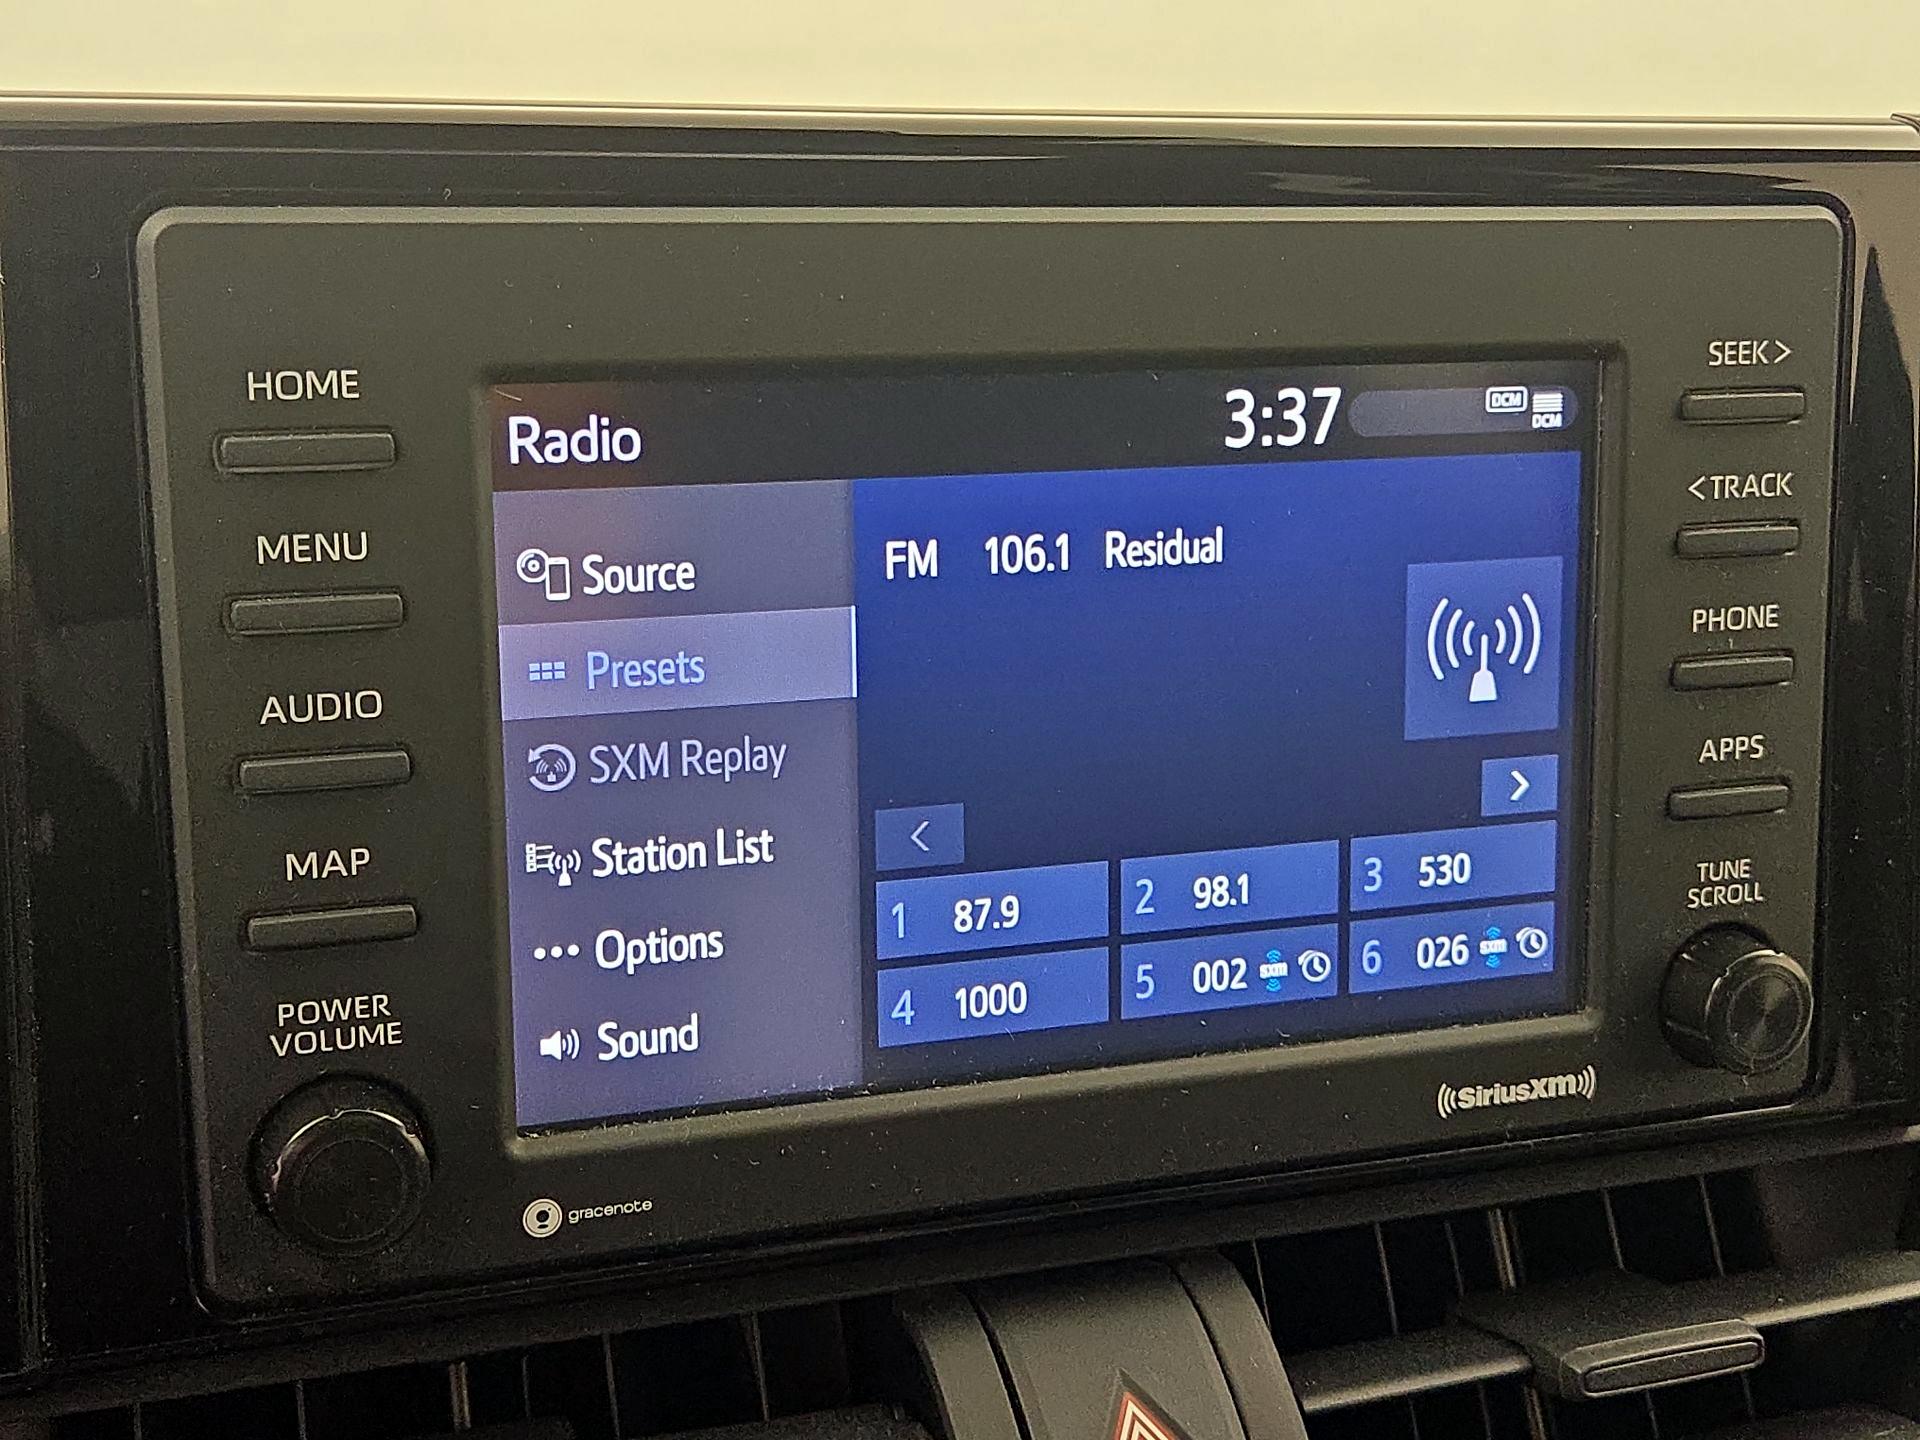 HOME
MENU
AUDIO
MAP
POWER
VOLUME
Radio
3:37
DCM
DCM
Source
Presets
SXM Replay
Station List
Options
Sound
FM 106.1 Residual
<
>
1 87.9
2 98.1
3 530
4 1000
5 002 sxm
6 026 sxm
SEEK >
< TRACK
PHONE
APPS
TUNE
SCROLL
gracenote
((SiriusXM))